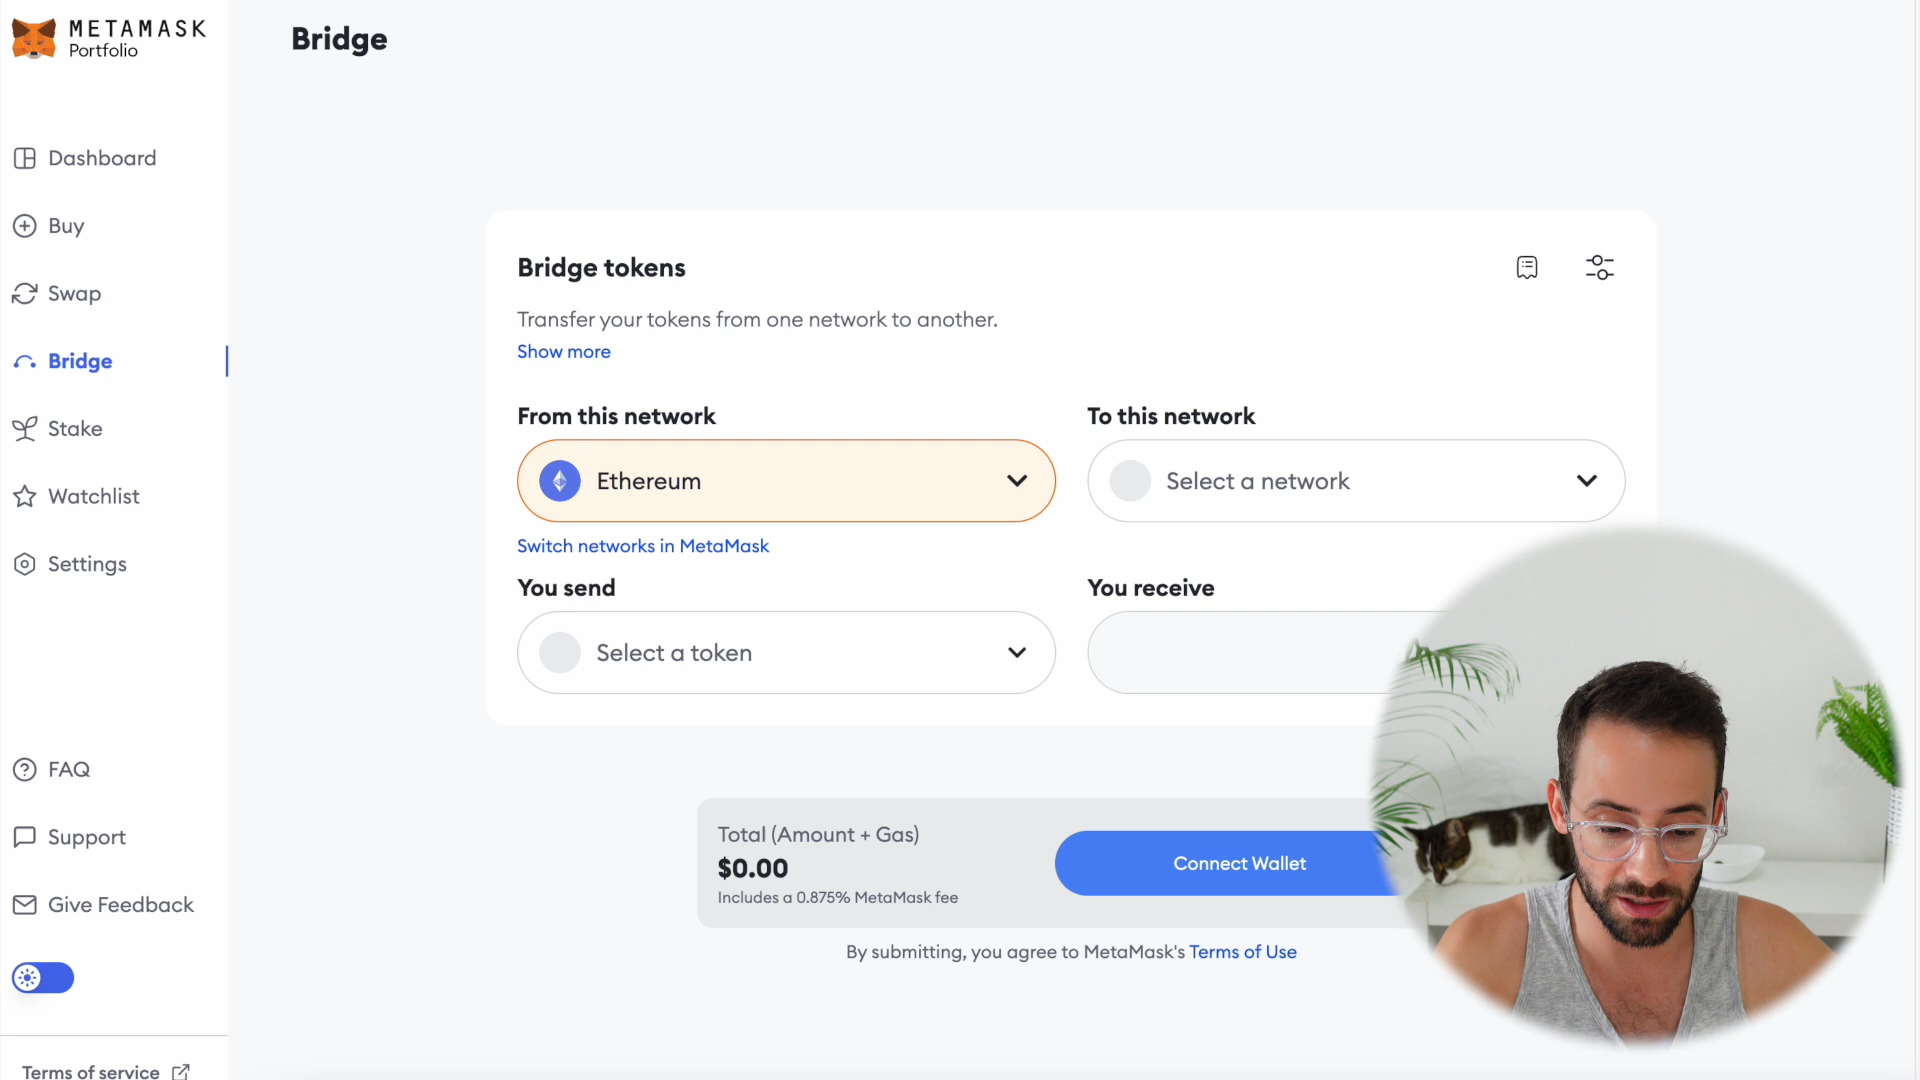 METAMASK
Portfolio
Bridge
Dashboard
Buy
Swap
Bridge
Stake
Watchlist
Settings
FAQ
Support
Give Feedback
Terms of service
Bridge tokens
Transfer your tokens from one network to another.
Show more
From this network
To this network
Ethereum
Select a network
Switch networks in MetaMask
You send
You receive
Select a token
Total (Amount + Gas)
$0.00
Includes a 0.875% MetaMask fee
Connect Wallet
By submitting, you agree to MetaMask's Terms of Use